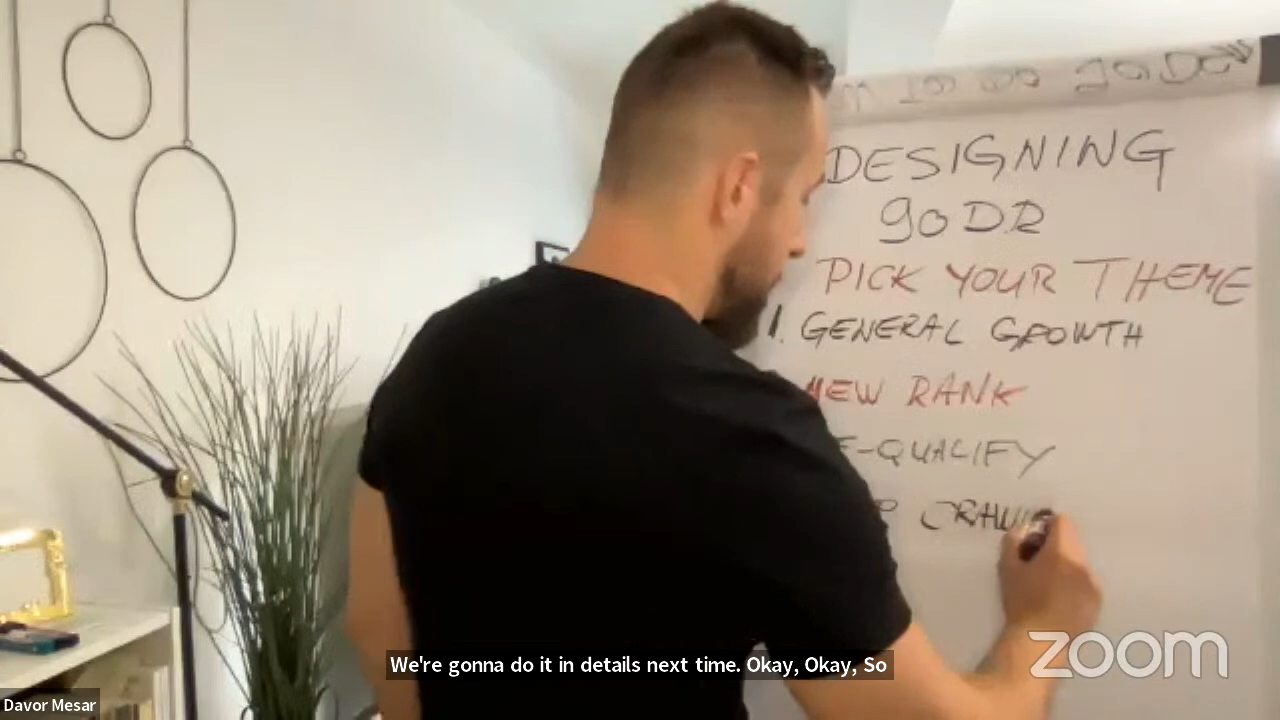 DESIGNING
90DR
PICK YOUR THEME
1. GENERAL GROWTH
NEW RANK
-QUALIFY
We're gonna do it in details next time. Okay, Okay, So
zoom
Davor Mesar